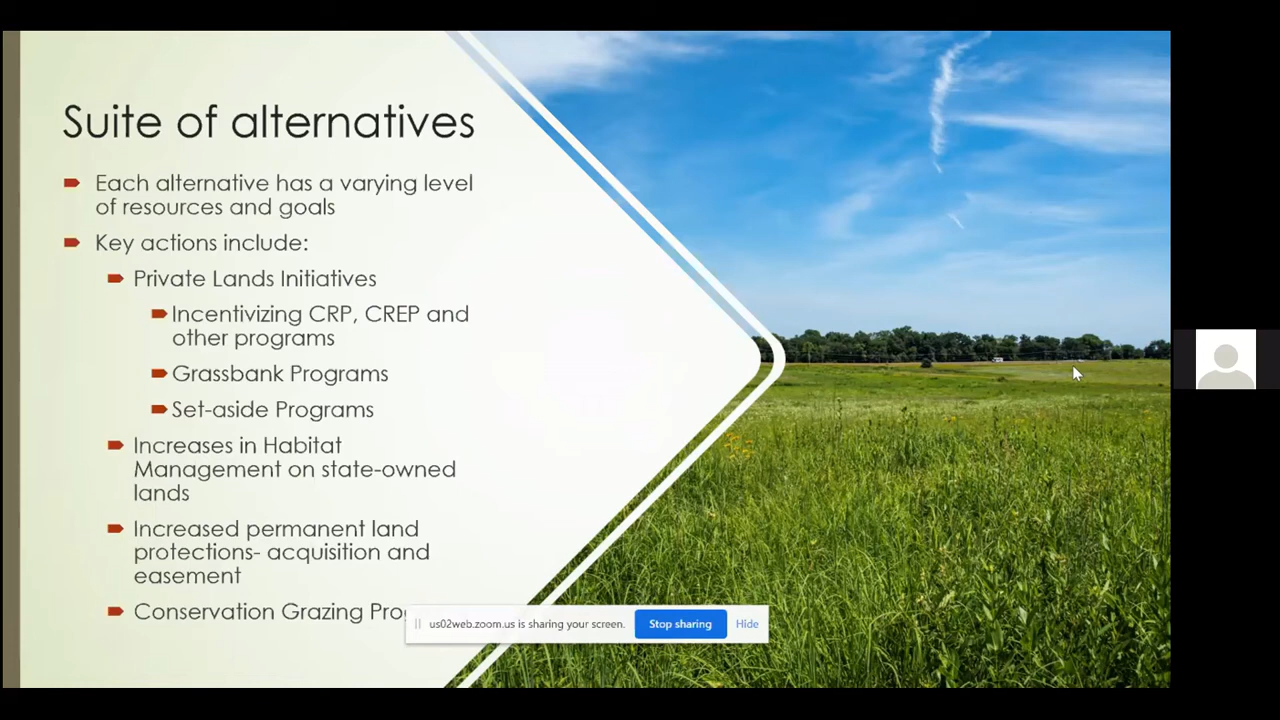 Suite of alternatives
Each alternative has a varying level
of resources and goals
Key actions include:
Private Lands Initiatives
Incentivizing CRP, CREP and
other programs
Grassbank Programs
Set-aside Programs
Increases in Habitat
Management on state-owned
lands
Increased permanent land
protections- acquisition and
easement
Conservation Grazing
us02web.zoom.us is sharing your screen.
Stop sharing
Hide